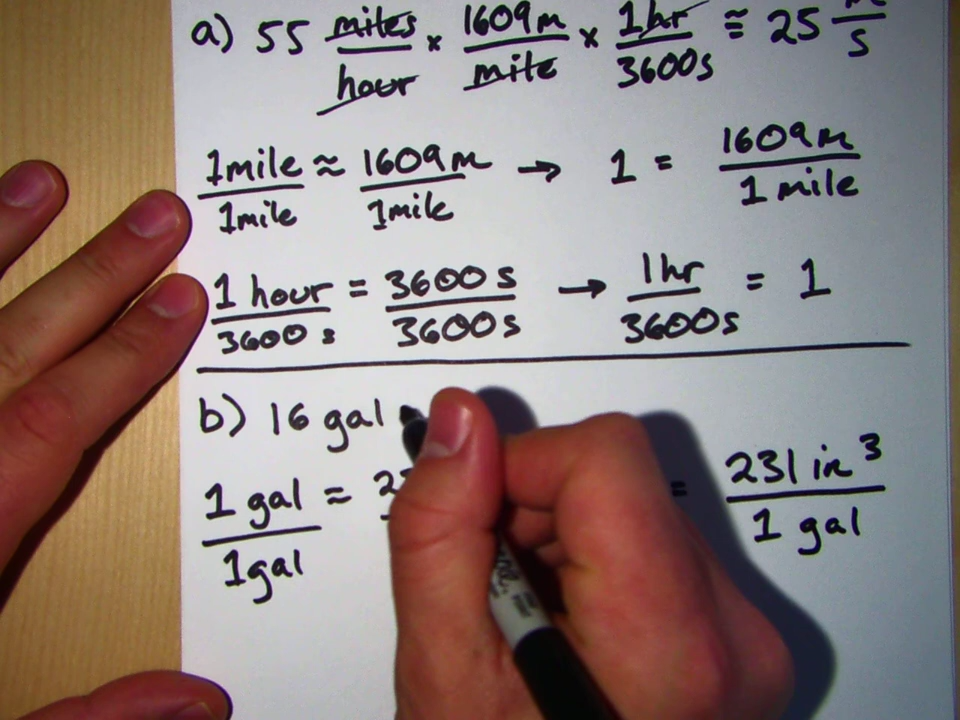 a) 55 miles/hour × 1609m/mile × 1hr/3600s ≅ 25 m/s
1mile/1mile ≈ 1609m/1mile → 1 = 1609m/1 mile
1 hour/3600 s = 3600 s/3600s → 1hr/3600s = 1
b) 16 gal
1 gal/1gal ≈ = 231 in³/1 gal